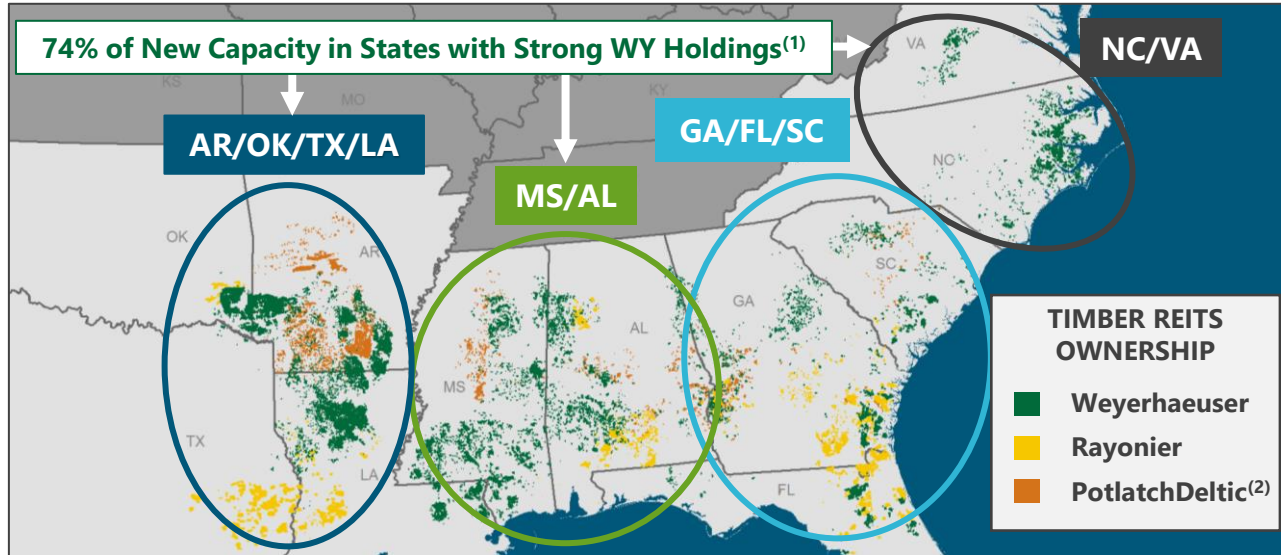 74% of New Capacity in States with Strong WY Holdings(1)
VA
NC/VA
KS
MO
KY
AR/OK/TX/LA
GA/FL/SC
MS/AL
NC
OK
AR
SC
GA
AL
MS
TX
LA
FL
TIMBER REITS
OWNERSHIP
Weyerhaeuser
Rayonier
PotlatchDeltic(2)